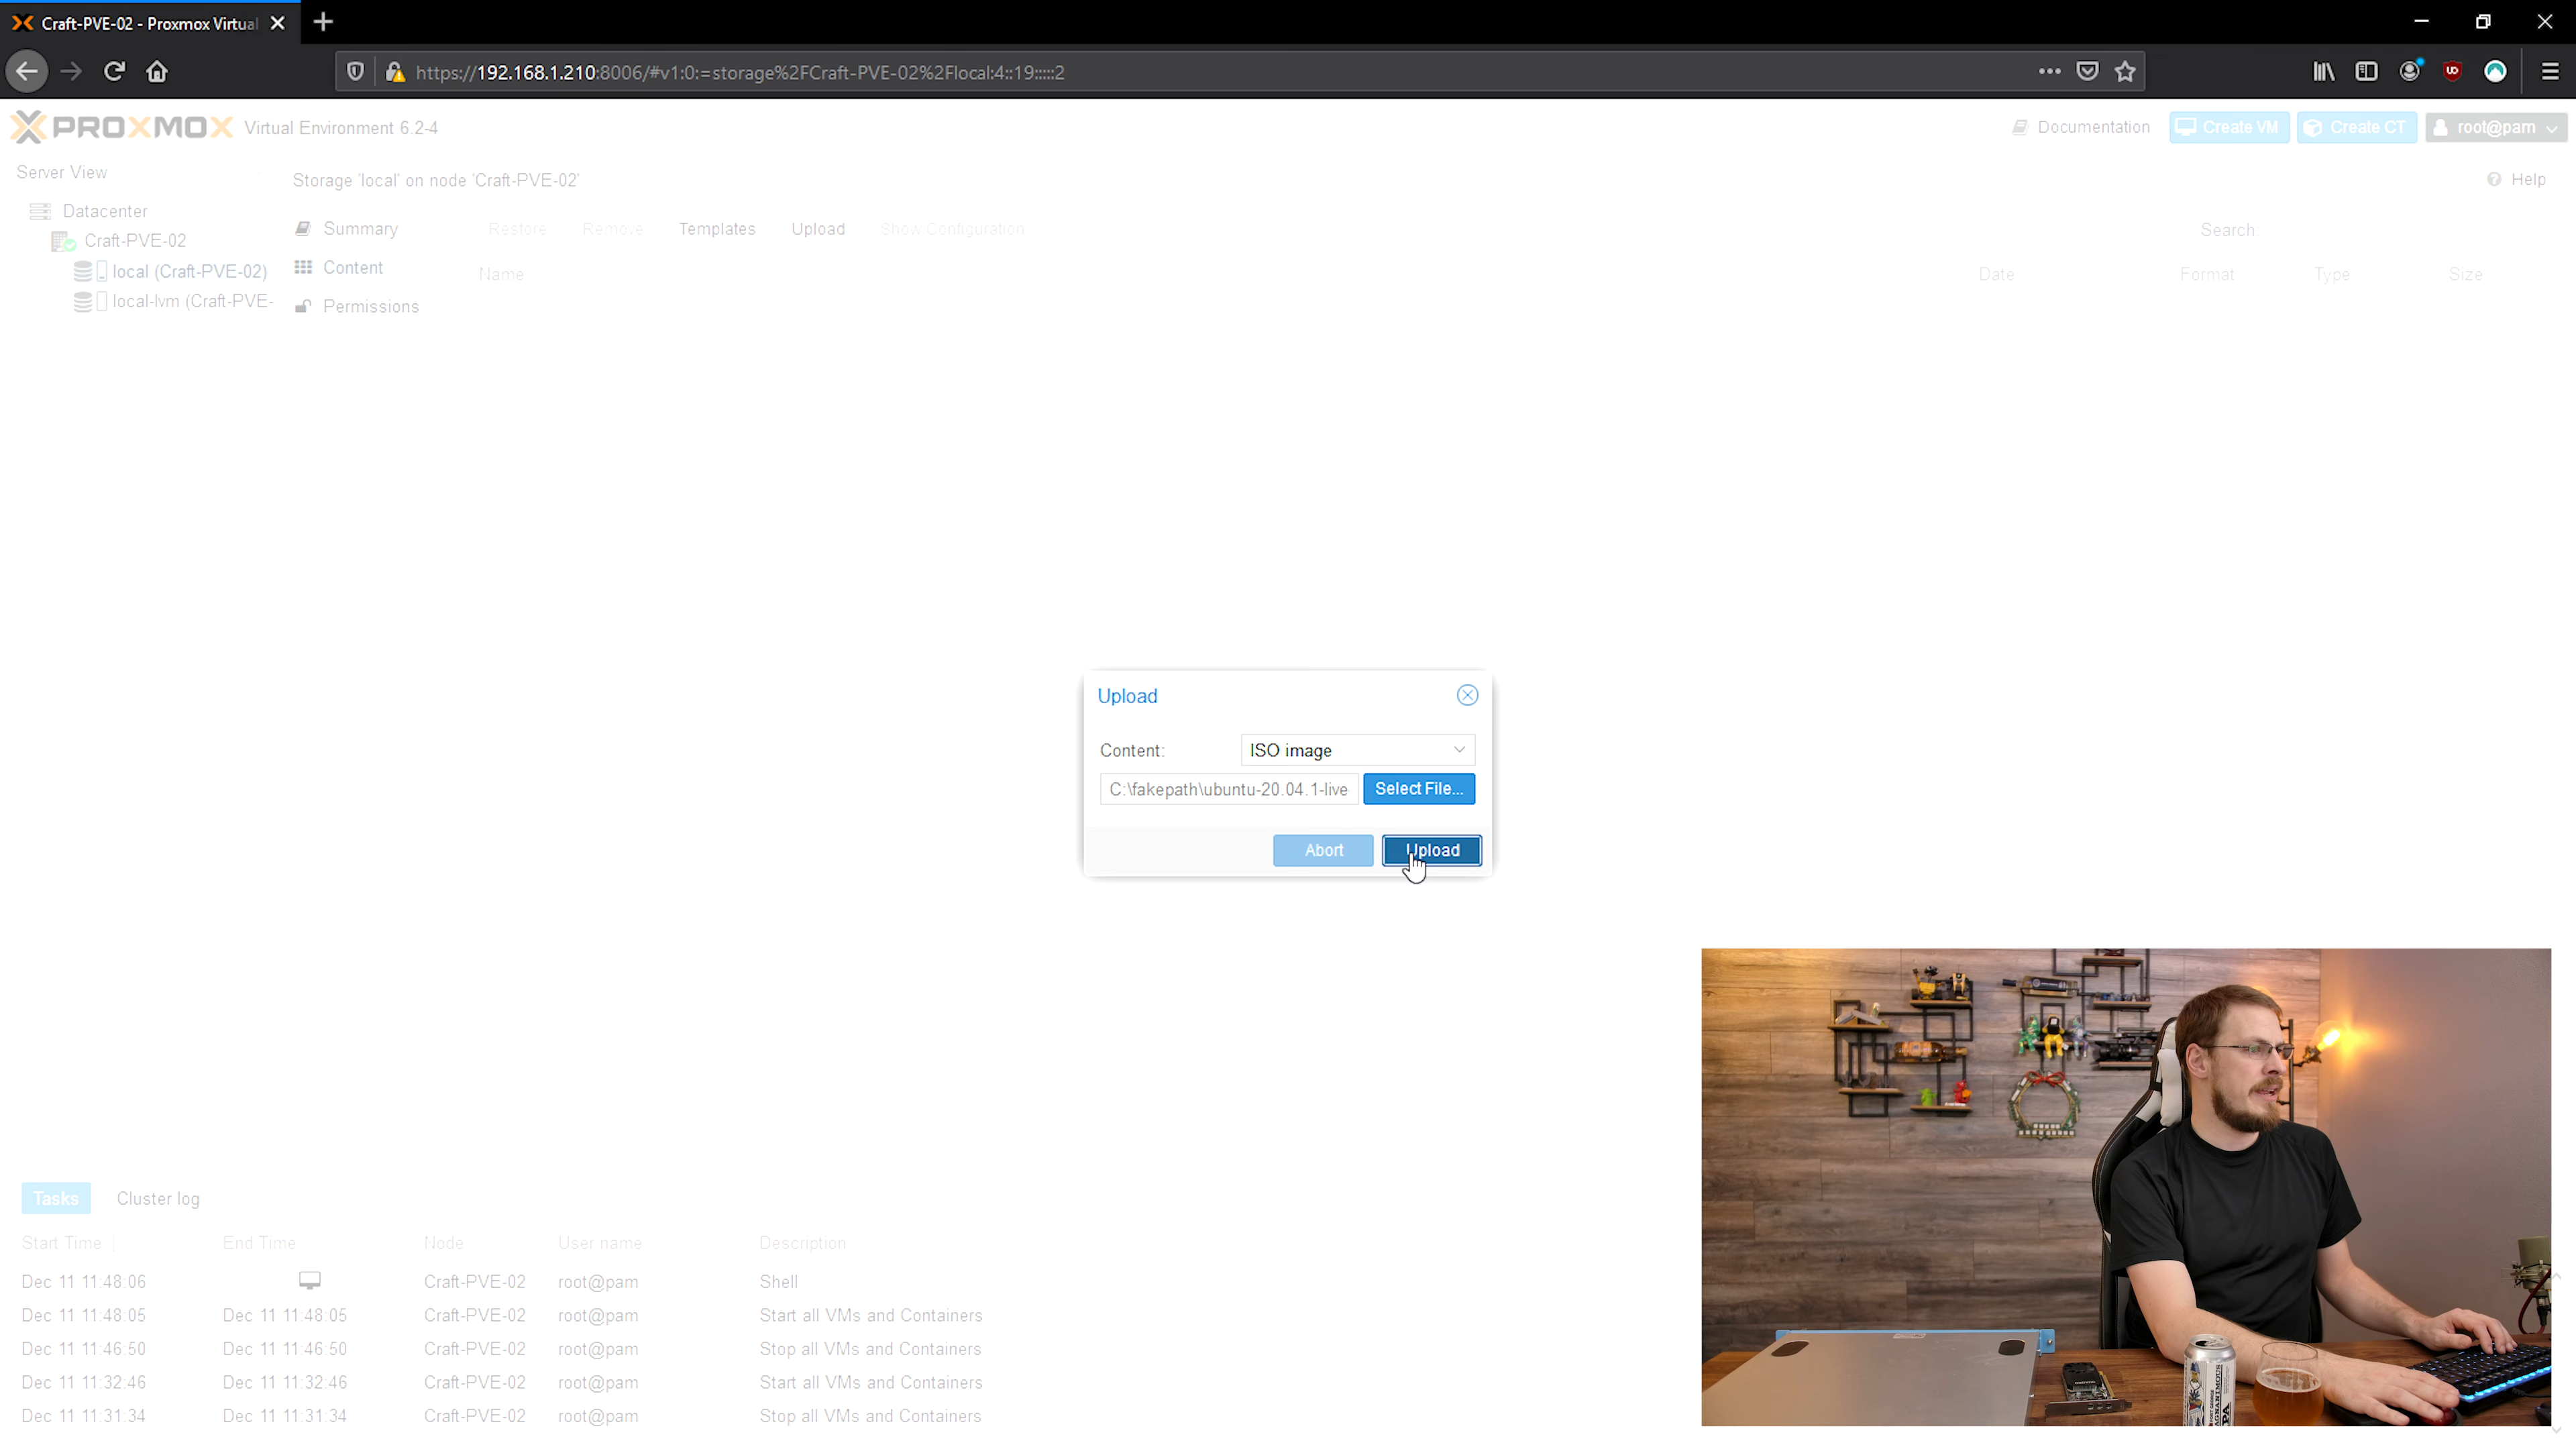 Craft-PVE-02 - Proxmox Virtual
https://192.168.1.210:8006/#v1:0:=storage%2FCraft-PVE-02%2Flocal:4::19:::::2
PROXMOX Virtual Environment 6.2-4
Documentation
Create VM
Create CT
root@pam
Server View
Storage 'local' on node 'Craft-PVE-02'
Help
Datacenter
Craft-PVE-02
local (Craft-PVE-02)
local-lvm (Craft-PVE-
Summary
Content
Permissions
Restore
Remove
Templates
Upload
Show Configuration
Search:
Name
Date
Format
Type
Size
Upload
Content:
ISO image
C:\fakepath\ubuntu-20.04.1-live
Select File...
Abort
Upload
Tasks
Cluster log
Start Time
End Time
Node
User name
Description
Dec 11 11:48:06 Craft-PVE-02 root@pam Shell
Dec 11 11:48:05 Dec 11 11:48:05 Craft-PVE-02 root@pam Start all VMs and Containers
Dec 11 11:46:50 Dec 11 11:46:50 Craft-PVE-02 root@pam Stop all VMs and Containers
Dec 11 11:32:46 Dec 11 11:32:46 Craft-PVE-02 root@pam Start all VMs and Containers
Dec 11 11:31:34 Dec 11 11:31:34 Craft-PVE-02 root@pam Stop all VMs and Containers